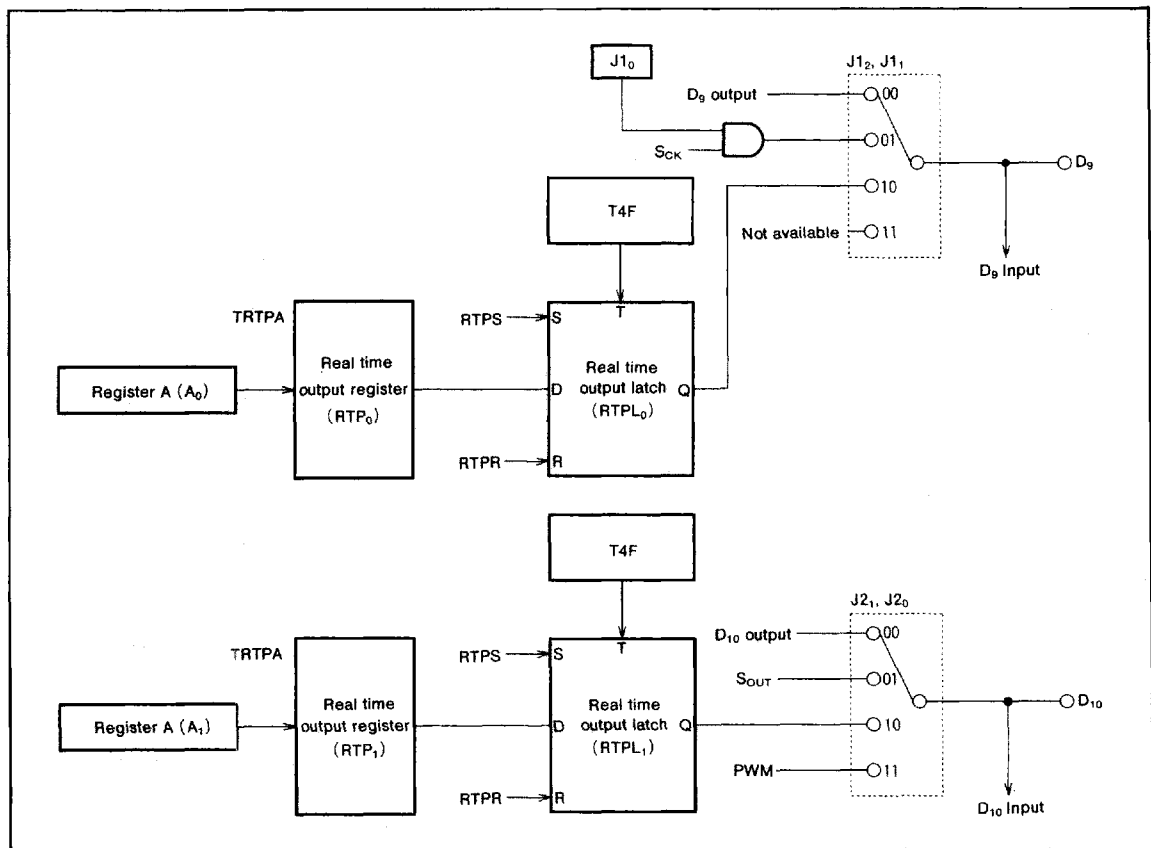 J1₀
J1₂, J1₁
D₉ output
00
S_CK
01
D₉
10
T4F
Not available
11
D₉ Input
TRTPA
RTPS
S
T
Register A (A₀)
Real time
output register
(RTP₀)
D
Real time
output latch
(RTPL₀)
Q
RTPR
R
T4F
J2₁, J2₀
D₁₀ output
00
TRTPA
RTPS
S
T
S_OUT
01
D₁₀
Register A (A₁)
Real time
output register
(RTP₁)
D
Real time
output latch
(RTPL₁)
Q
10
PWM
11
RTPR
R
D₁₀ Input